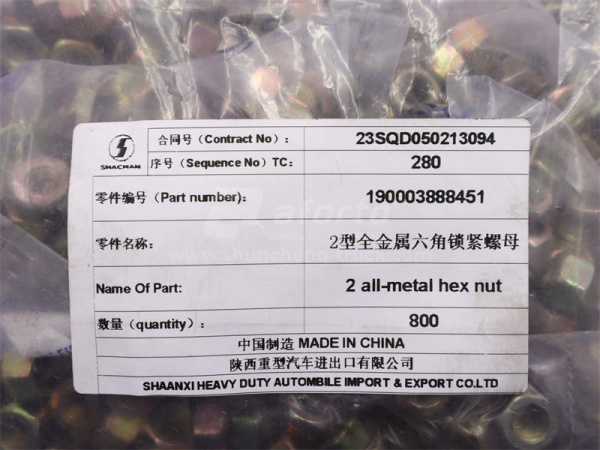 SHACMAN
合同号（Contract No）： 23SQD050213094
序号（Sequence No）TC: 280
零件编号（Part number): 190003888451
零件名称： 2型全金属六角锁紧螺母
Name Of Part: 2 all-metal hex nut
数量（quantity）： 800
中国制造 MADE IN CHINA
陕西重型汽车进出口有限公司
SHAANXI HEAVY DUTY AUTOMBILE IMPORT & EXPORT CO.LTD